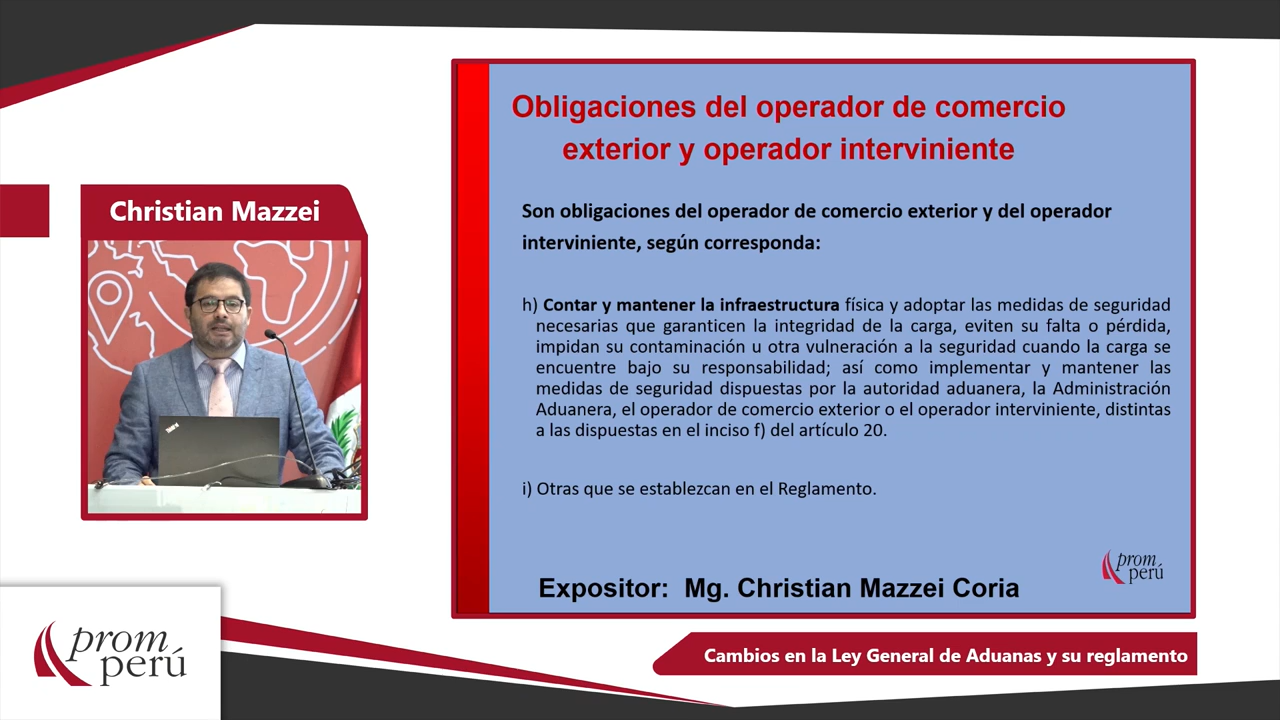 Christian Mazzei
Obligaciones del operador de comercio
exterior y operador interviniente
Son obligaciones del operador de comercio exterior y del operador
interviniente, según corresponda:
h) Contar y mantener la infraestructura física y adoptar las medidas de seguridad
necesarias que garanticen la integridad de la carga, eviten su falta o pérdida,
impidan su contaminación u otra vulneración a la seguridad cuando la carga se
encuentre bajo su responsabilidad; así como implementar y mantener las
medidas de seguridad dispuestas por la autoridad aduanera, la Administración
Aduanera, el operador de comercio exterior o el operador interviniente, distintas
a las dispuestas en el inciso f) del artículo 20.
i) Otras que se establezcan en el Reglamento.
prom
perú
Expositor: Mg. Christian Mazzei Coria
prom
perú
Cambios en la Ley General de Aduanas y su reglamento